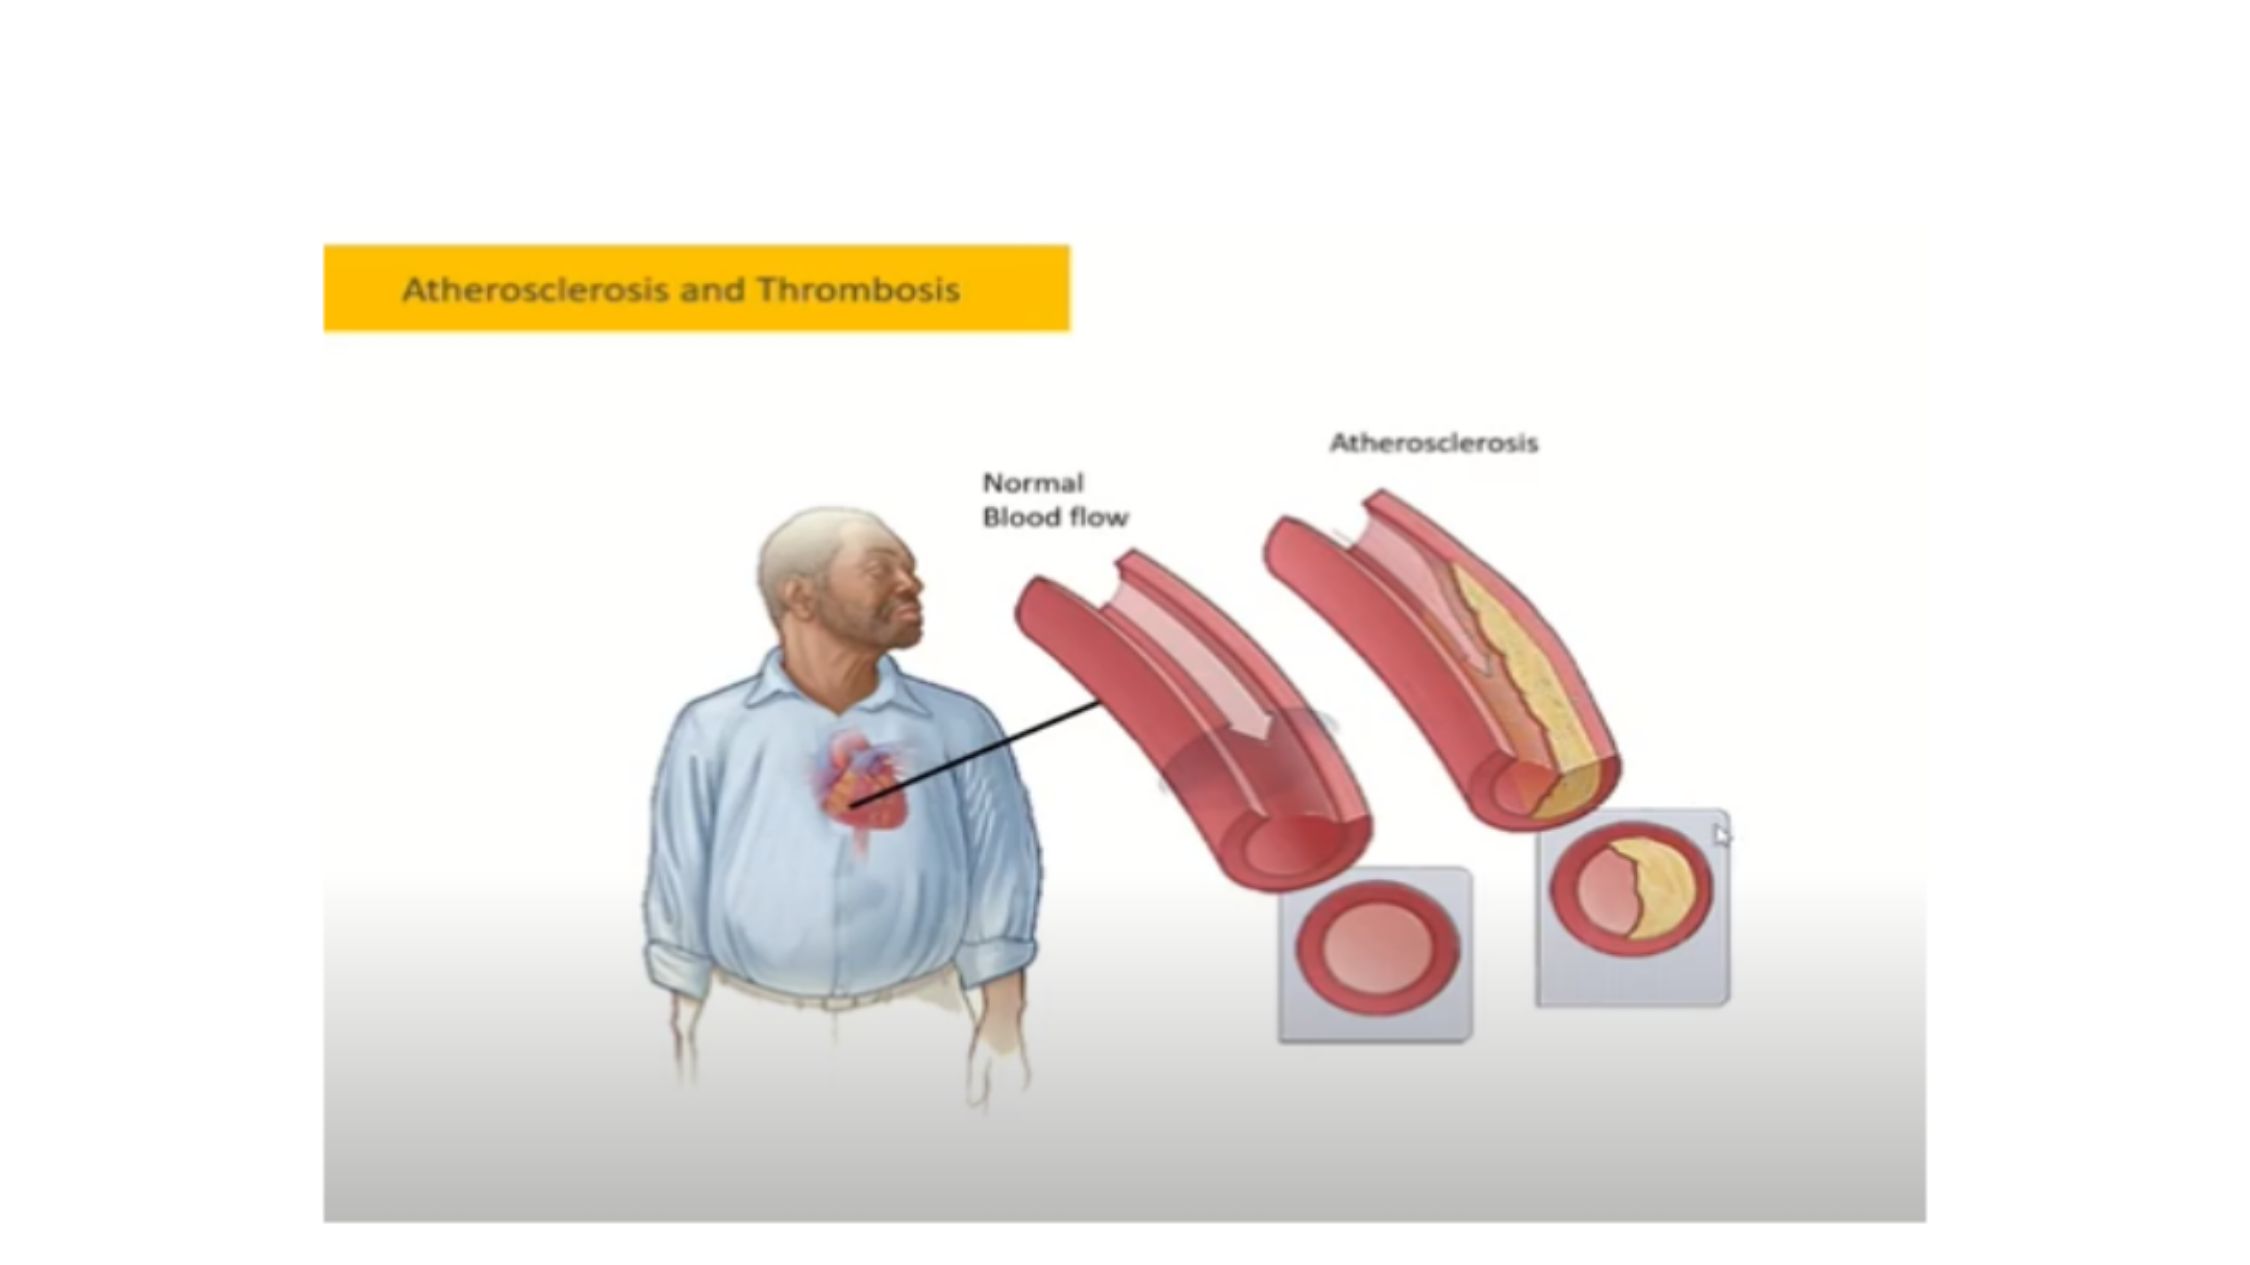 Atherosclerosis and Thrombosis
Atherosclerosis
Normal
Blood flow